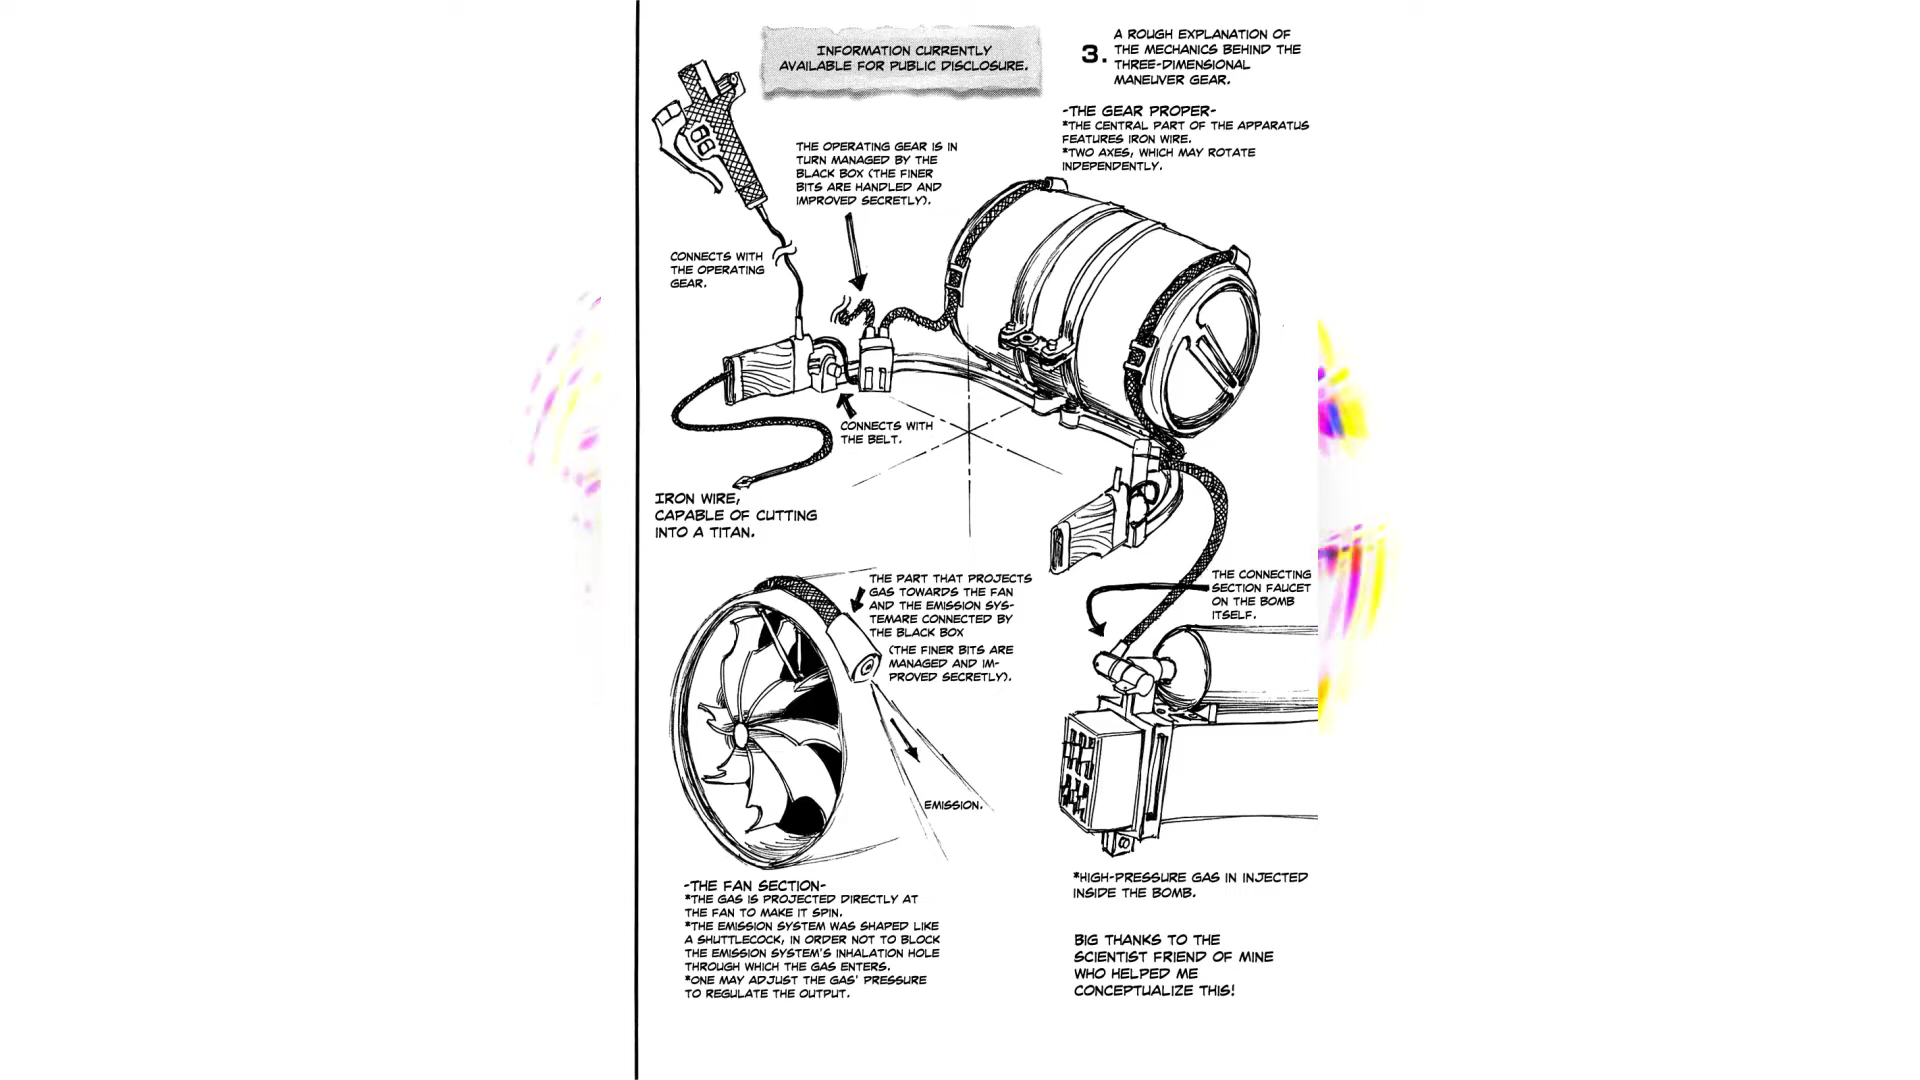 INFORMATION CURRENTLY
AVAILABLE FOR PUBLIC DISCLOSURE.
3.
A ROUGH EXPLANATION OF
THE MECHANICS BEHIND THE
THREE-DIMENSIONAL
MANEUVER GEAR.
-THE GEAR PROPER-
*THE CENTRAL PART OF THE APPARATUS
FEATURES IRON WIRE.
*TWO AXES, WHICH MAY ROTATE
INDEPENDENTLY.
THE OPERATING GEAR IS IN
TURN MANAGED BY THE
BLACK BOX (THE FINER
BITS ARE HANDLED AND
IMPROVED SECRETLY).
CONNECTS WITH
THE OPERATING
GEAR.
CONNECTS WITH
THE BELT.
IRON WIRE,
CAPABLE OF CUTTING
INTO A TITAN.
THE PART THAT PROJECTS
GAS TOWARDS THE FAN
AND THE EMISSION SYS-
TEMARE CONNECTED BY
THE BLACK BOX
(THE FINER BITS ARE
MANAGED AND IM-
PROVED SECRETLY).
THE CONNECTING
SECTION FAUCET
ON THE BOMB
ITSELF.
EMISSION.
-THE FAN SECTION-
*THE GAS IS PROJECTED DIRECTLY AT
THE FAN TO MAKE IT SPIN.
*THE EMISSION SYSTEM WAS SHAPED LIKE
A SHUTTLECOCK, IN ORDER NOT TO BLOCK
THE EMISSION SYSTEM'S INHALATION HOLE
THROUGH WHICH THE GAS ENTERS.
*ONE MAY ADJUST THE GAS' PRESSURE
TO REGULATE THE OUTPUT.
*HIGH-PRESSURE GAS IN INJECTED
INSIDE THE BOMB.
BIG THANKS TO THE
SCIENTIST FRIEND OF MINE
WHO HELPED ME
CONCEPTUALIZE THIS!